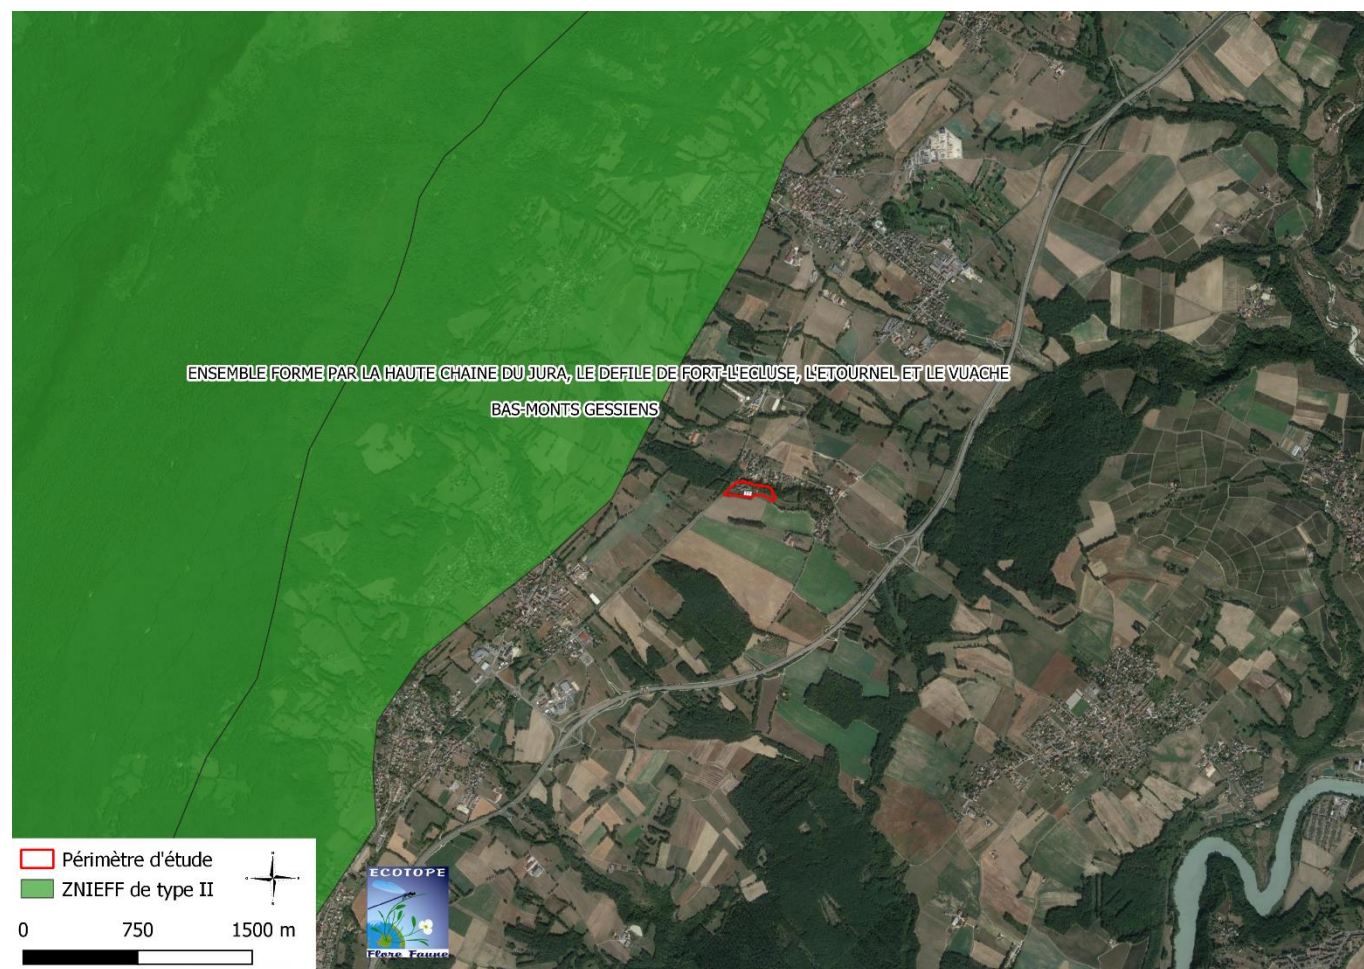 ENSEMBLE FORME PAR LA HAUTE CHAINE DU JURA, LE DEFILE DE FORT-L'ECLUSE, L'ETOURNEL ET LE VUACHE
BAS-MONTS GESSIENS
Périmètre d'étude
ZNIEFF de type II
0 750 1500 m
ECOTOPE
Flore Faune